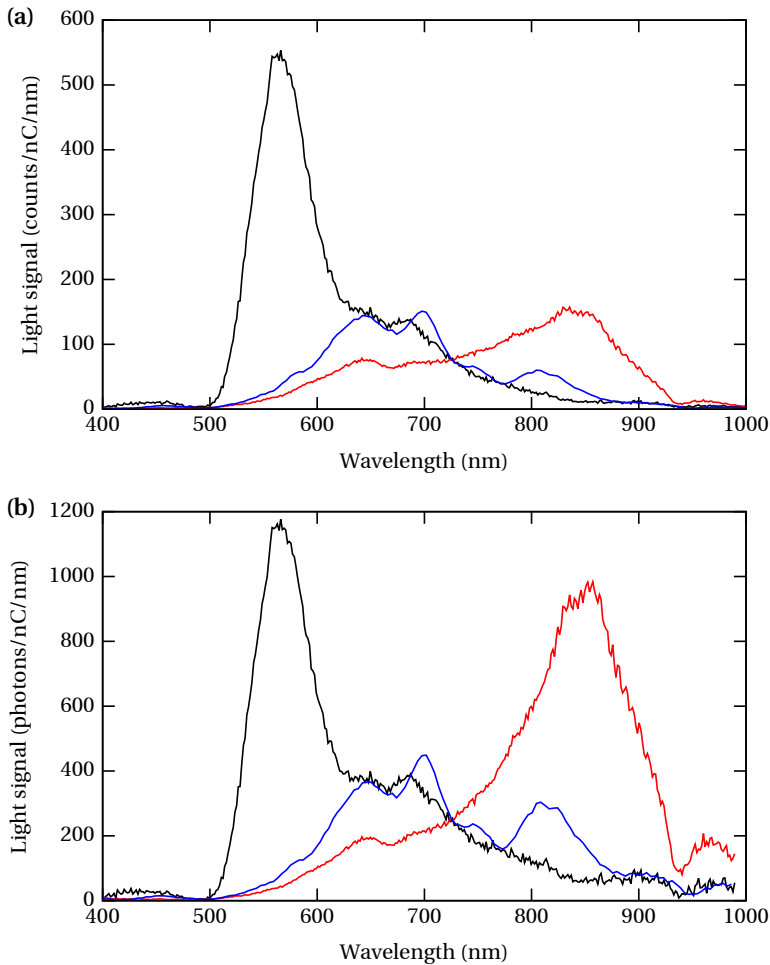 (a)
600
500
400
300
200
100
0
Light signal (counts/nC/nm)
400 500 600 700 800 900 1000
Wavelength (nm)
(b)
1200
1000
800
600
400
200
0
Light signal (photons/nC/nm)
400 500 600 700 800 900 1000
Wavelength (nm)